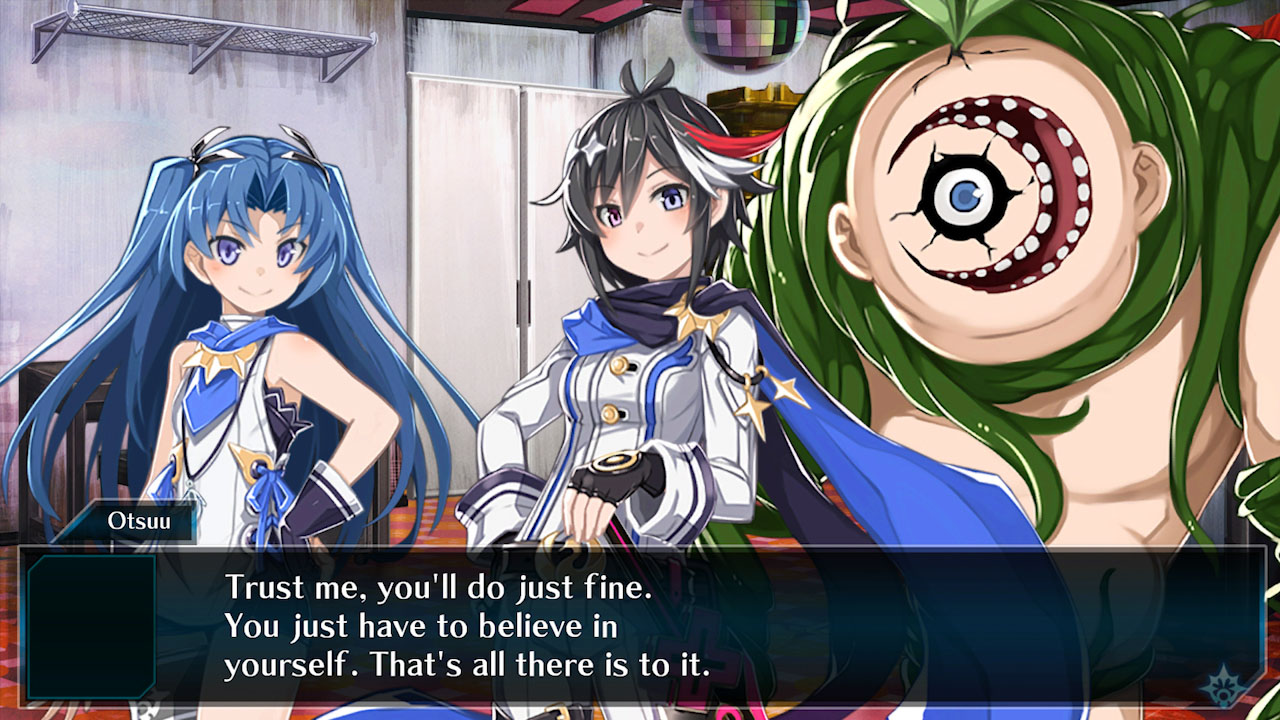 Otsuu
Trust me, you'll do just fine.
You just have to believe in
yourself. That's all there is to it.